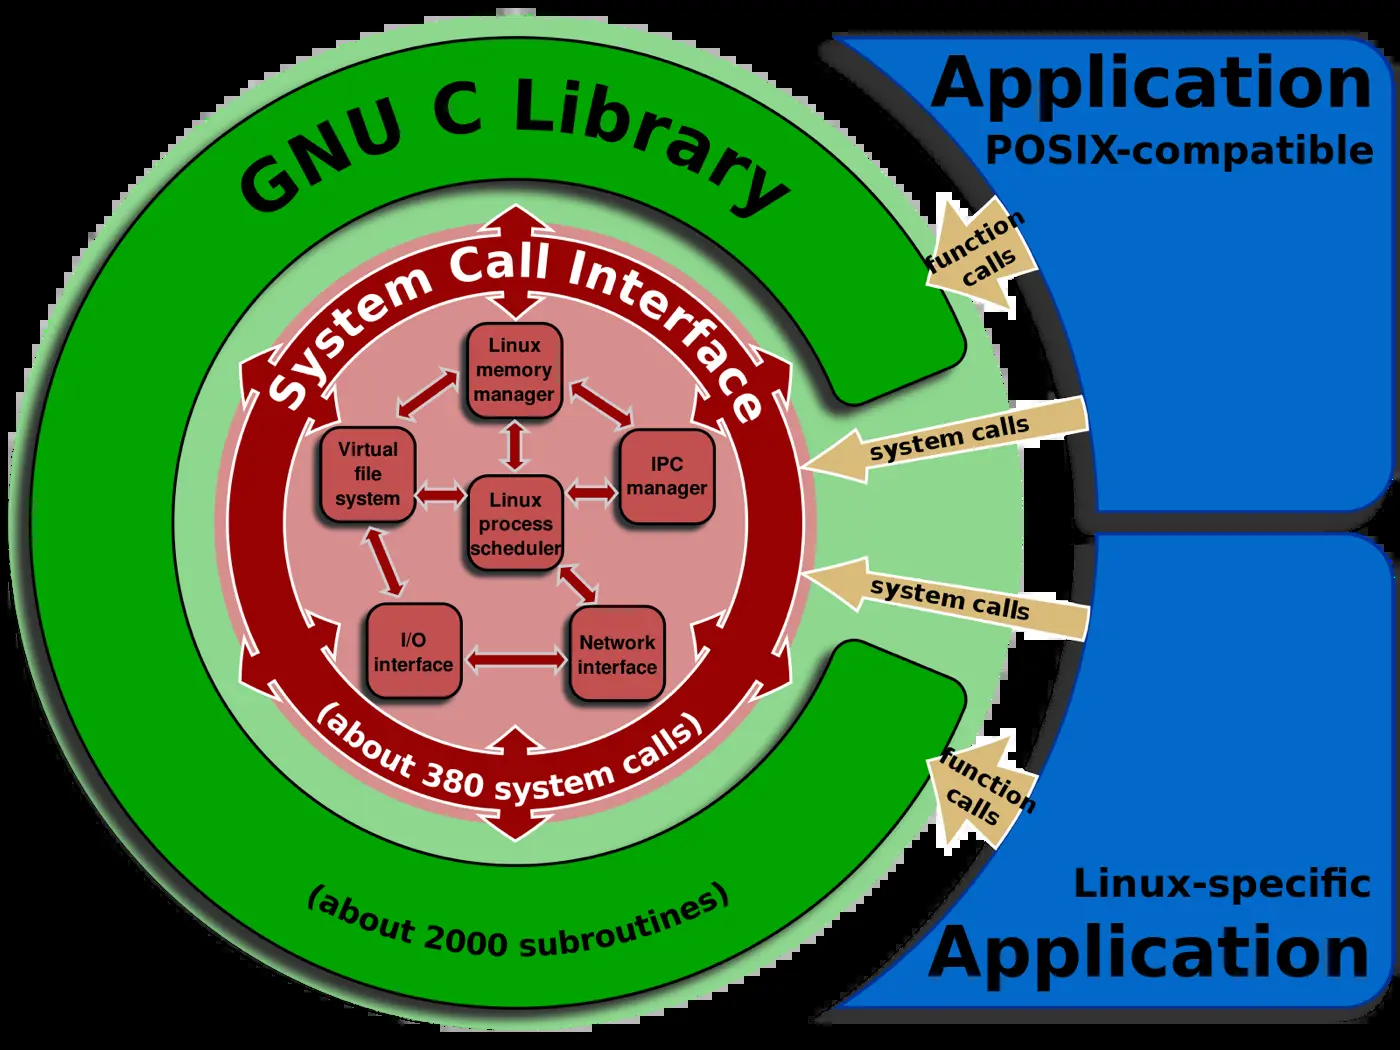 Application
POSIX-compatible
GNU C Library
function
calls
System Call Interface
Linux
memory
manager
Virtual
file
system
IPC
manager
system calls
Linux
process
scheduler
system calls
I/O
interface
Network
interface
(about 380 system calls)
function
calls
(about 2000 subroutines)
Linux-specific
Application